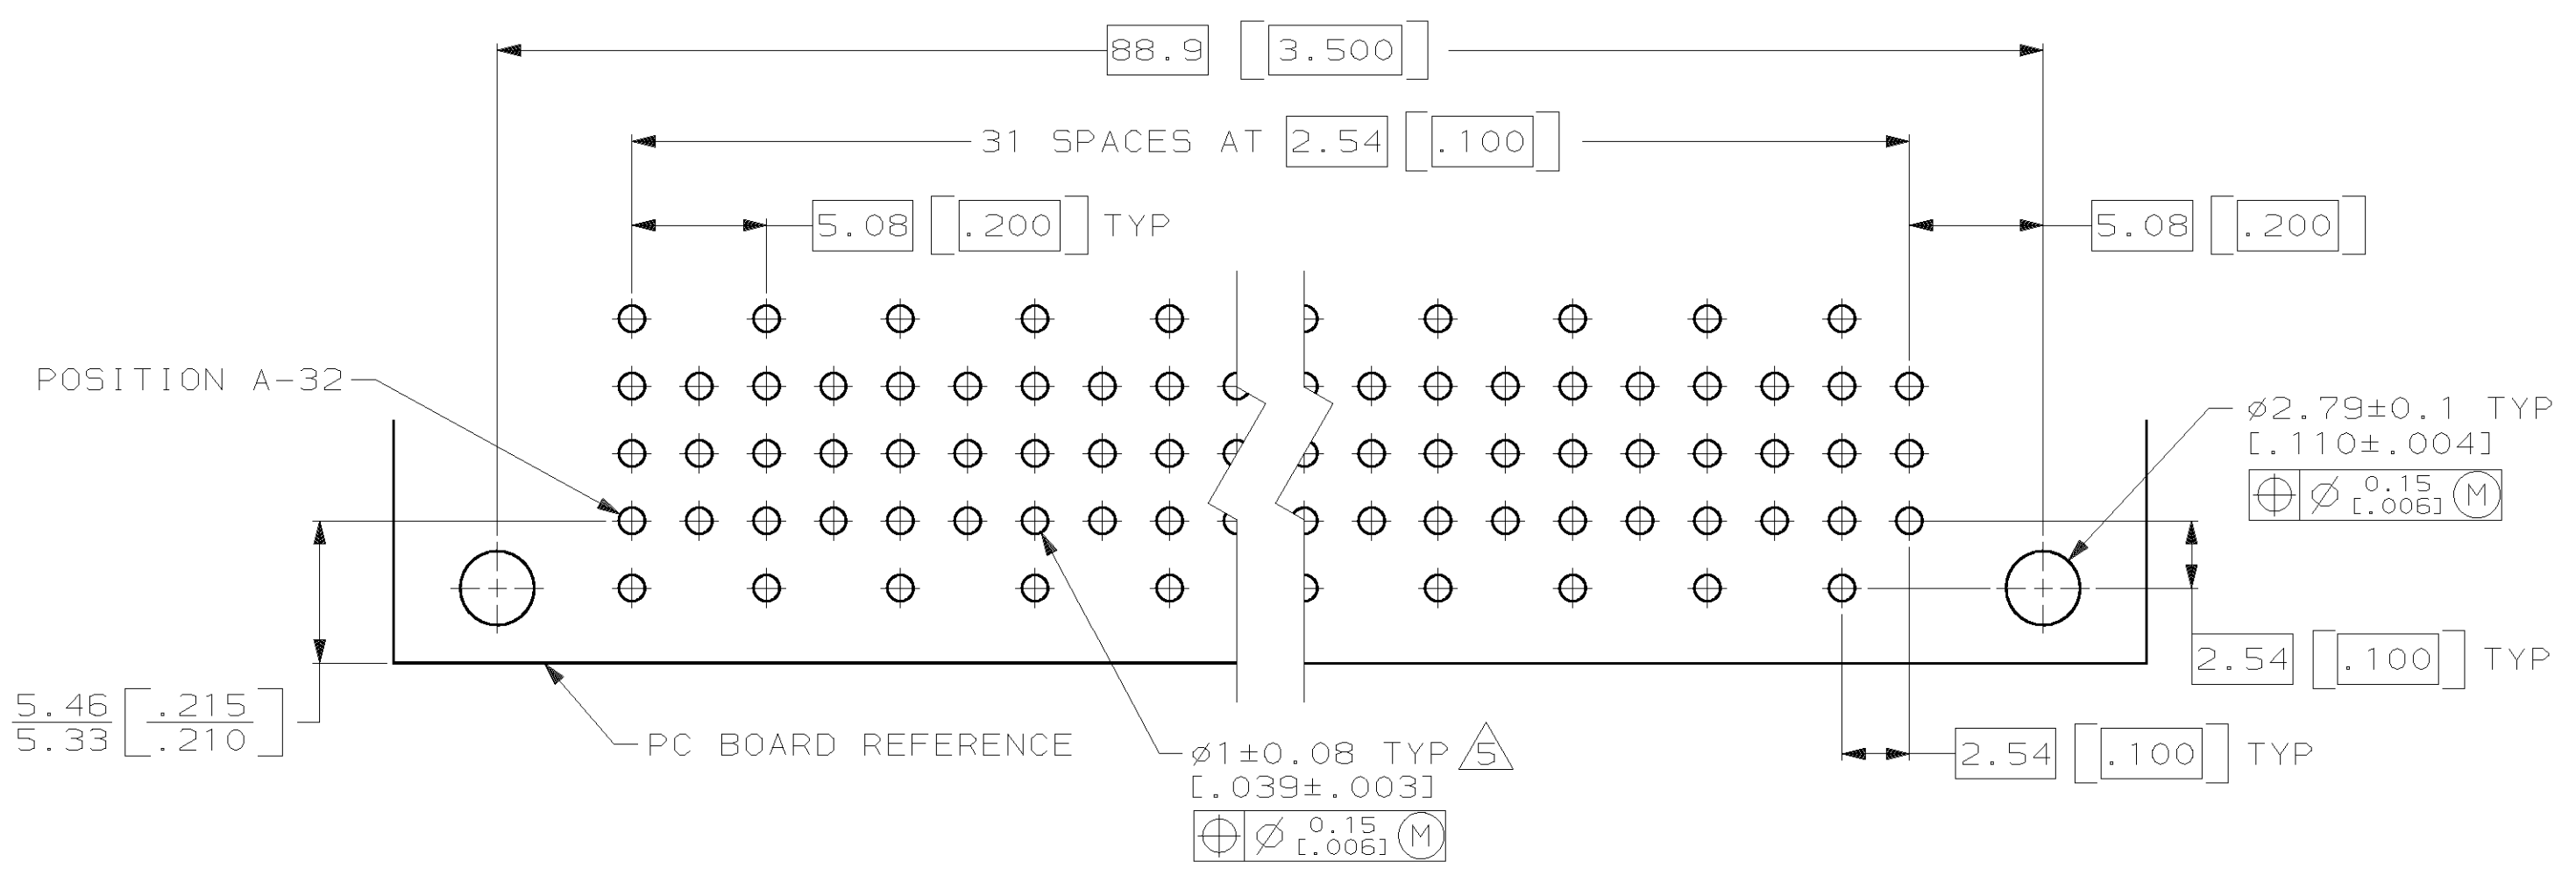 88.9 [3.500]
31 SPACES AT 2.54 [.100]
5.08 [.200] TYP
5.08 [.200]
POSITION A-32
⌀2.79±0.1 TYP
[.110±.004]
⌖ ⌀ 0.15 Ⓜ
[.006]
2.54 [.100] TYP
5.46 [.215]
5.33 [.210]
PC BOARD REFERENCE
⌀1±0.08 TYP 5
[.039±.003]
⌖ ⌀ 0.15 Ⓜ
[.006]
2.54 [.100] TYP